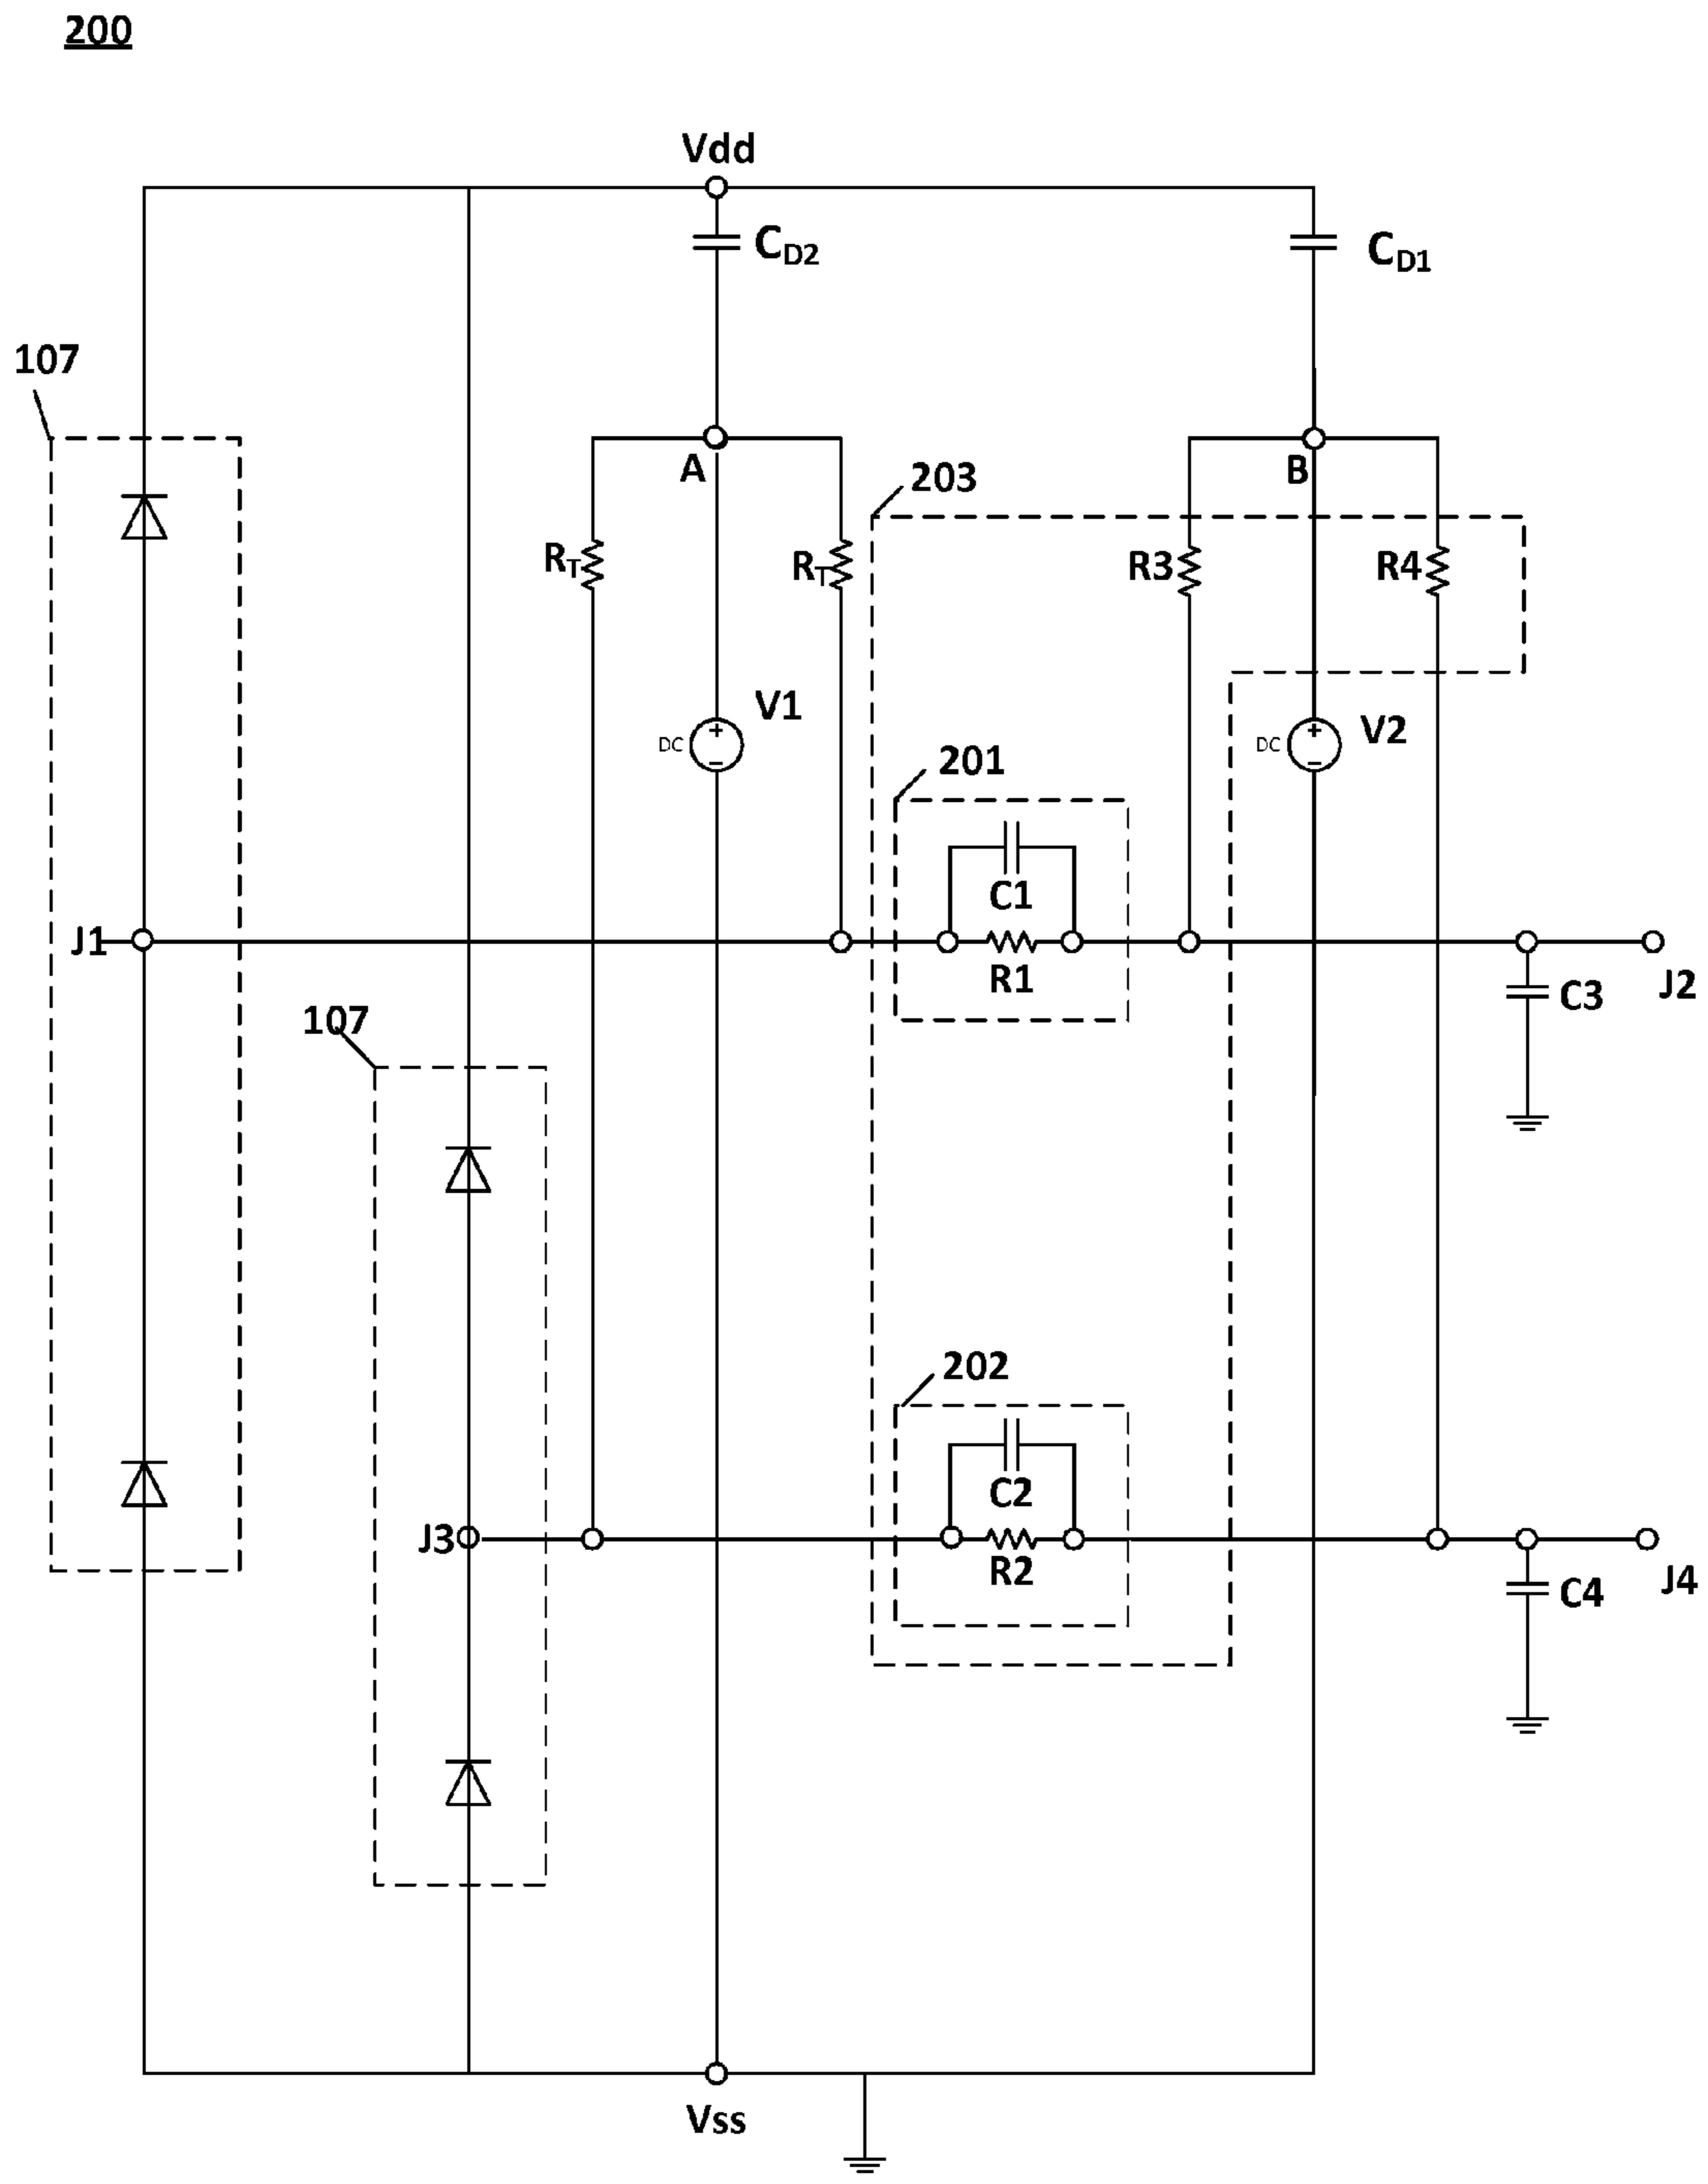 200
Vdd
CD2
CD1
107
A
B
203
RT
RT
R3
R4
V1
DC
+
−
V2
DC
+
−
201
C1
J1
R1
J2
C3
107
202
C2
J3
R2
J4
C4
Vss